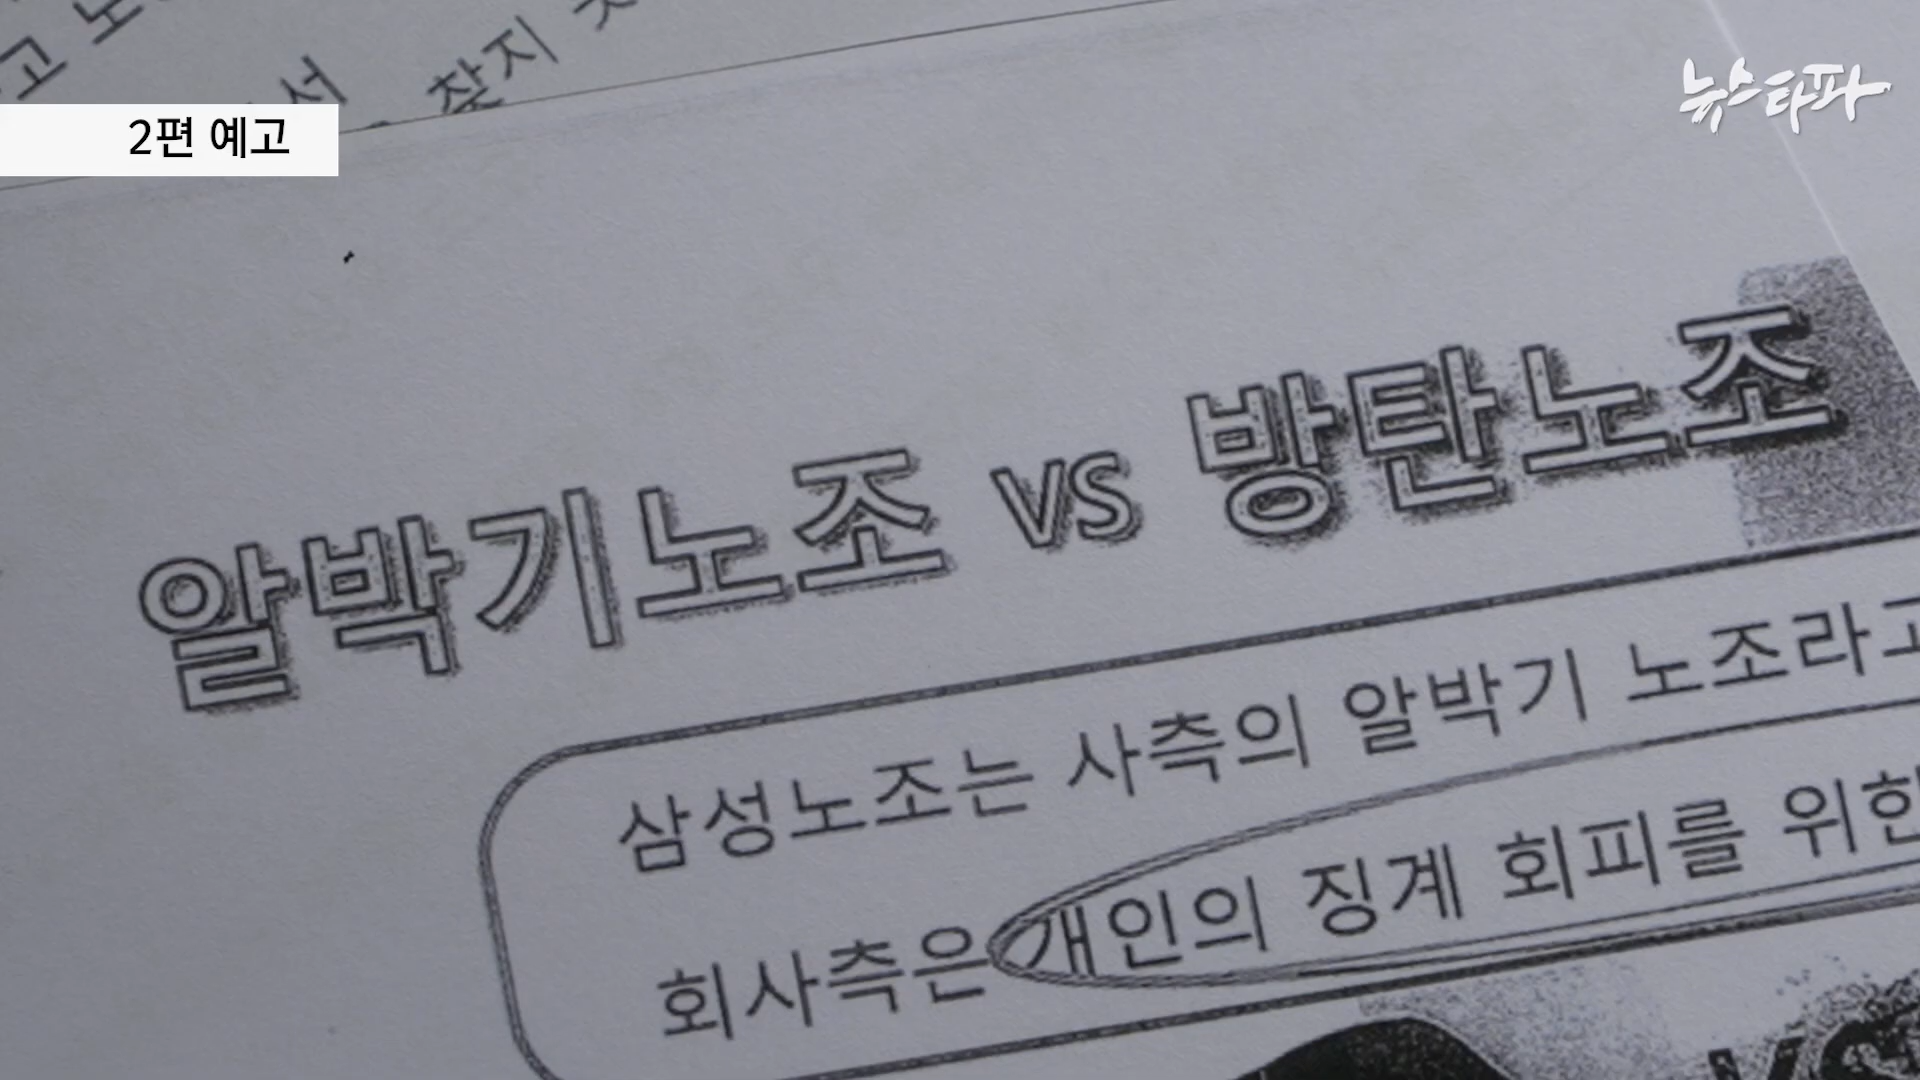 찾지
2편 예고
뉴스타파
알박기노조 vs 방탄노조
삼성노조는 사측의 알박기 노조라고
회사측은 개인의 징계 회피를 위한